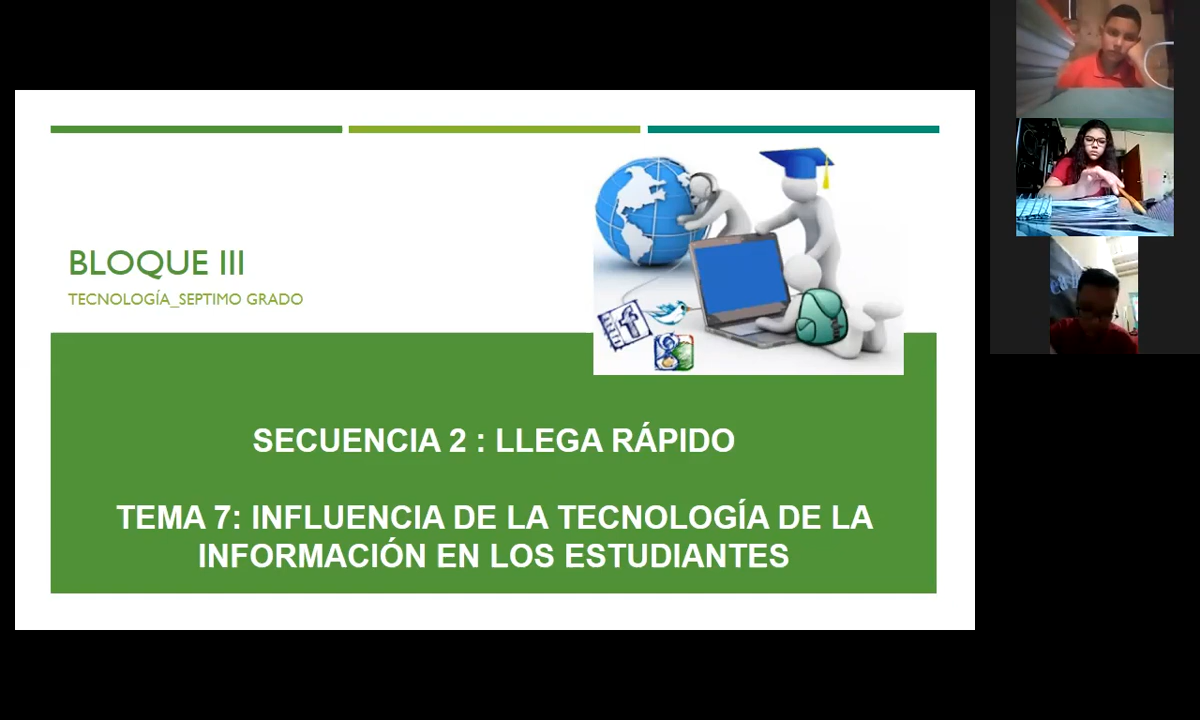 BLOQUE III
TECNOLOGÍA_SEPTIMO GRADO
SECUENCIA 2 : LLEGA RÁPIDO
TEMA 7: INFLUENCIA DE LA TECNOLOGÍA DE LA
INFORMACIÓN EN LOS ESTUDIANTES